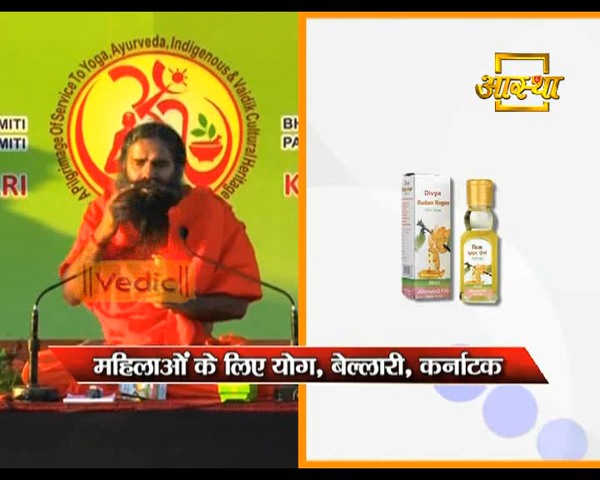 A Pilgrimage Of Service To Yoga, Ayurveda, Indigenous & Vaidik Cultural Heritage
MITI
MITI
RI
BH
PA
K
||Vedic||
आस्था
Divya
Badam Rogan
Almond Oil
दिव्य
महिलाओं के लिए योग, बेल्लारी, कर्नाटक